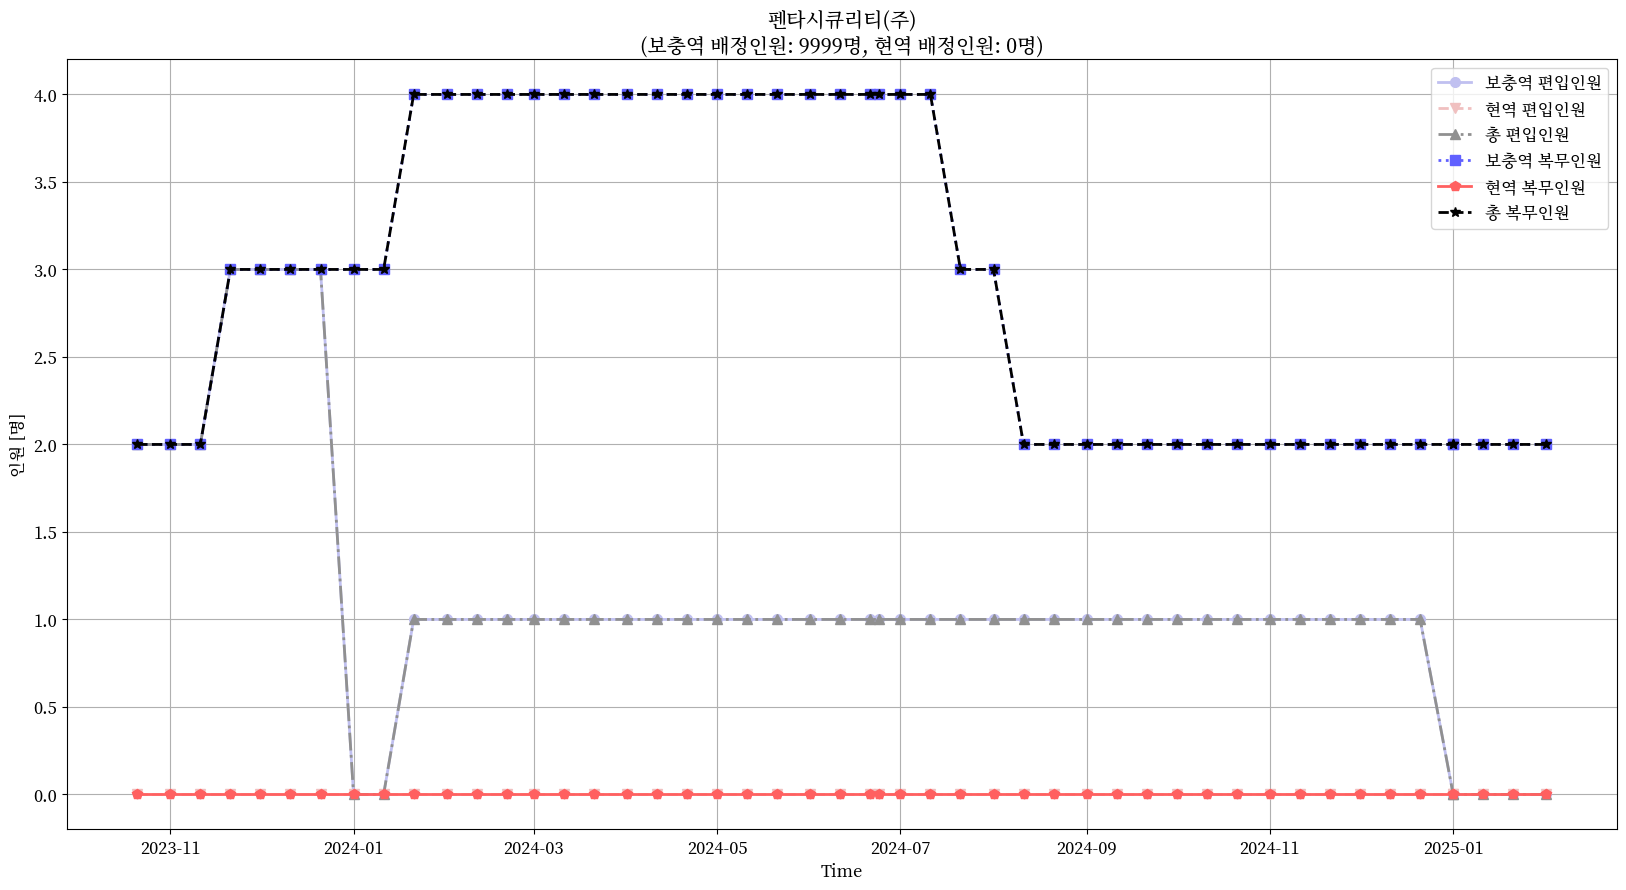 펜타시큐리티(주)
(보충역 배정인원: 9999명, 현역 배정인원: 0명)
보충역 편입인원
현역 편입인원
총 편입인원
보충역 복무인원
현역 복무인원
총 복무인원
인원 [명]
4.0
3.5
3.0
2.5
2.0
1.5
1.0
0.5
0.0
2023-11
2024-01
2024-03
2024-05
2024-07
2024-09
2024-11
2025-01
Time